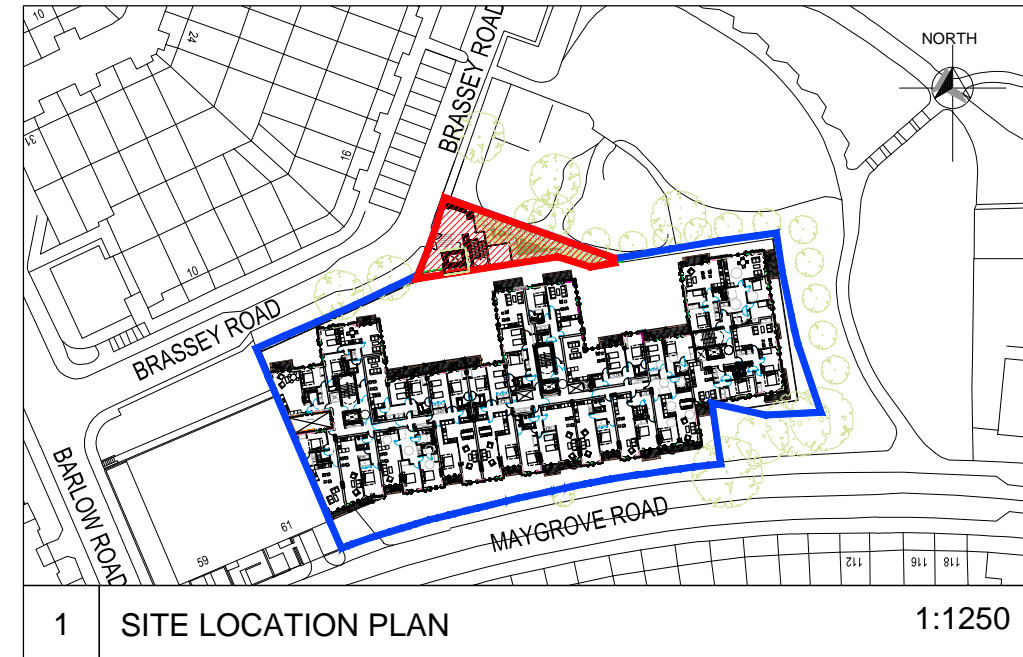 10
24
31
16
10
BRASSEY ROAD
NORTH
BRASSEY ROAD
BARLOW ROAD
59
61
MAYGROVE ROAD
112
116
118
1
SITE LOCATION PLAN
1:1250